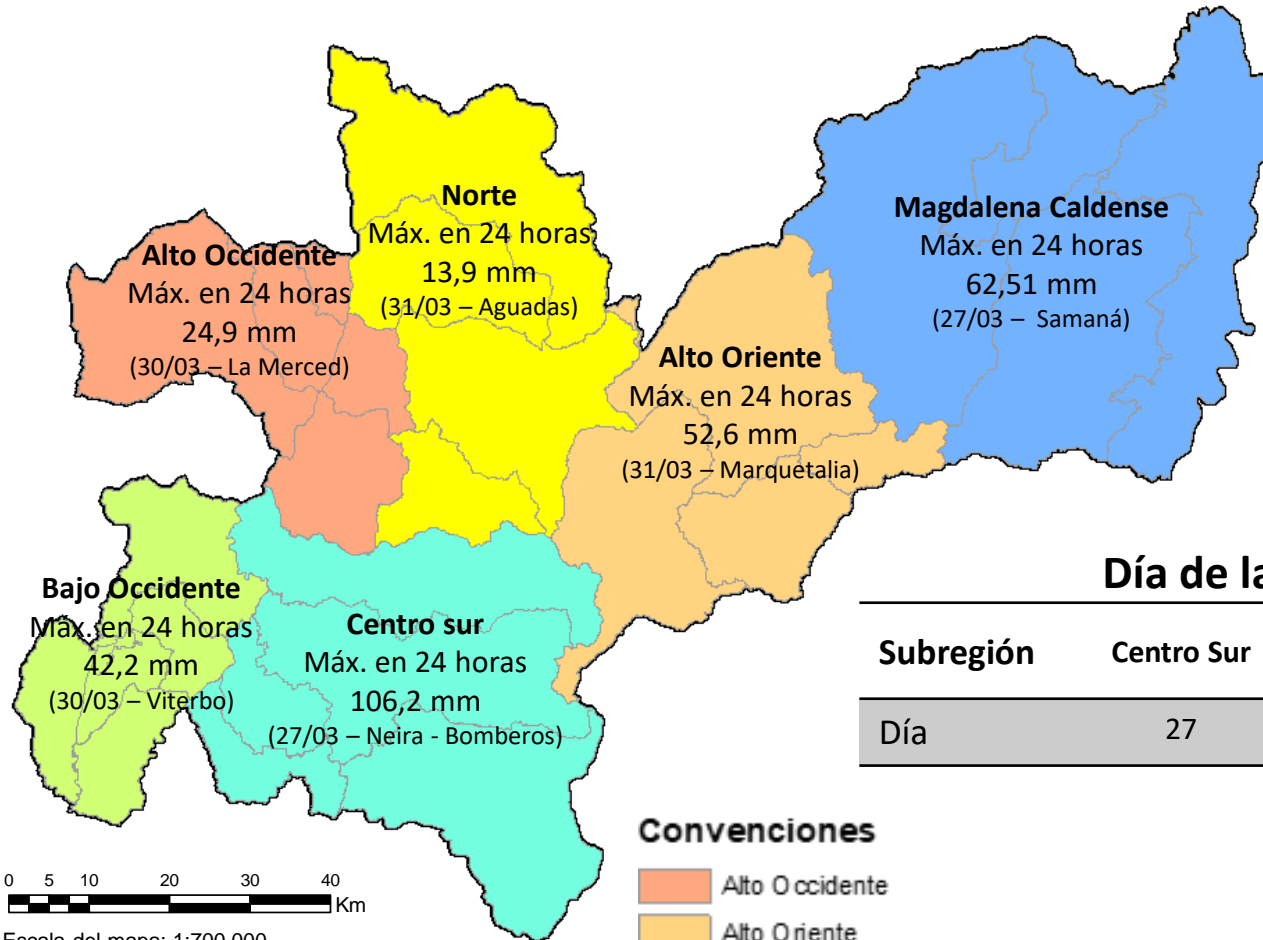 Norte
Máx. en 24 horas
13,9 mm
(31/03 – Aguadas)
Magdalena Caldense
Máx. en 24 horas
62,51 mm
(27/03 – Samaná)
Alto Occidente
Máx. en 24 horas
24,9 mm
(30/03 – La Merced)
Alto Oriente
Máx. en 24 horas
52,6 mm
(31/03 – Marquetalia)
Bajo Occidente
Máx. en 24 horas
42,2 mm
(30/03 – Viterbo)
Centro sur
Máx. en 24 horas
106,2 mm
(27/03 – Neira - Bomberos)
Día de la
Subregión Centro Sur
Día 27
Convenciones
Alto Occidente
Alto Oriente
0 5 10 20 30 40
Km
Escala del mapa: 1:700.000